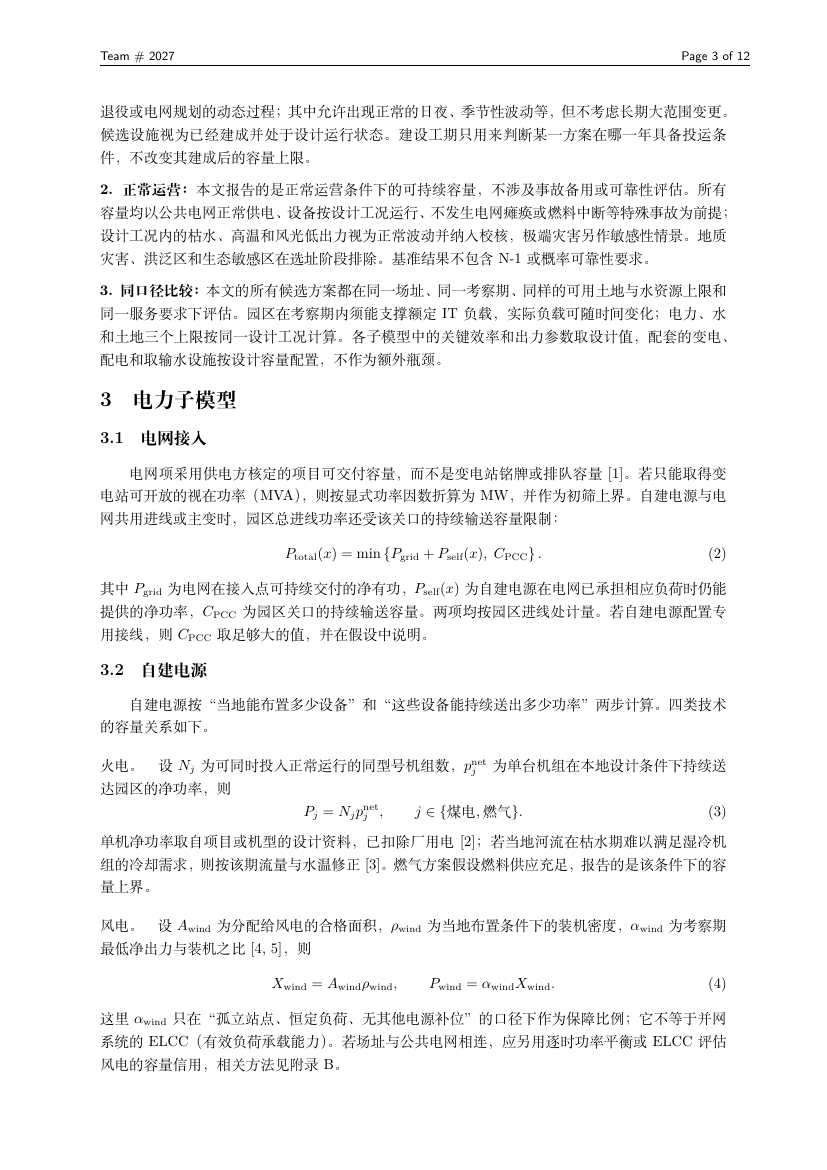 Team # 2027 Page 3 of 12
退役或电网规划的动态过程；其中允许出现正常的日夜、季节性波动等，但不考虑长期大范围变更。
候选设施视为已经建成并处于设计运行状态。建设工期只用来判断某一方案在哪一年具备投运条
件，不改变其建成后的容量上限。
2. 正常运营：本文报告的是正常运营条件下的可持续容量，不涉及事故备用或可靠性评估。所有
容量均以公共电网正常供电、设备按设计工况运行、不发生电网瘫痪或燃料中断等特殊事故为前提；
设计工况内的枯水、高温和风光低出力视为正常波动并纳入校核，极端灾害另作敏感性情景。地质
灾害、洪泛区和生态敏感区在选址阶段排除。基准结果不包含 N-1 或概率可靠性要求。
3. 同口径比较：本文的所有候选方案都在同一场址、同一考察期、同样的可用土地与水资源上限和
同一服务要求下评估。园区在考察期内须能支撑额定 IT 负载，实际负载可随时间变化；电力、水
和土地三个上限按同一设计工况计算。各子模型中的关键效率和出力参数取设计值，配套的变电、
配电和取输水设施按设计容量配置，不作为额外瓶颈。
3 电力子模型
3.1 电网接入
电网项采用供电方核定的项目可交付容量，而不是变电站铭牌或排队容量 [1]。若只能取得变
电站可开放的视在功率（MVA），则按显式功率因数折算为 MW，并作为初筛上界。自建电源与电
网共用进线或主变时，园区总进线功率还受该关口的持续输送容量限制：
P_total(x) = min {P_grid + P_self(x), C_PCC} . (2)
其中 P_grid 为电网在接入点可持续交付的净有功，P_self(x) 为自建电源在电网已承担相应负荷时仍能
提供的净功率，C_PCC 为园区关口的持续输送容量。两项均按园区进线处计量。若自建电源配置专
用接线，则 C_PCC 取足够大的值，并在假设中说明。
3.2 自建电源
自建电源按“当地能布置多少设备”和“这些设备能持续送出多少功率”两步计算。四类技术
的容量关系如下。
火电。 设 N_j 为可同时投入正常运行的同型号机组数，p_j^net 为单台机组在本地设计条件下持续送
达园区的净功率，则
P_j = N_j p_j^net, j ∈ {煤电, 燃气}. (3)
单机净功率取自项目或机型的设计资料，已扣除厂用电 [2]；若当地河流在枯水期难以满足湿冷机
组的冷却需求，则按该期流量与水温修正 [3]。燃气方案假设燃料供应充足，报告的是该条件下的容
量上界。
风电。 设 A_wind 为分配给风电的合格面积，ρ_wind 为当地布置条件下的装机密度，α_wind 为考察期
最低净出力与装机之比 [4, 5]，则
X_wind = A_wind ρ_wind, P_wind = α_wind X_wind. (4)
这里 α_wind 只在“孤立站点、恒定负荷、无其他电源补位”的口径下作为保障比例；它不等于并网
系统的 ELCC（有效负荷承载能力）。若场址与公共电网相连，应另用逐时功率平衡或 ELCC 评估
风电的容量信用，相关方法见附录 B。